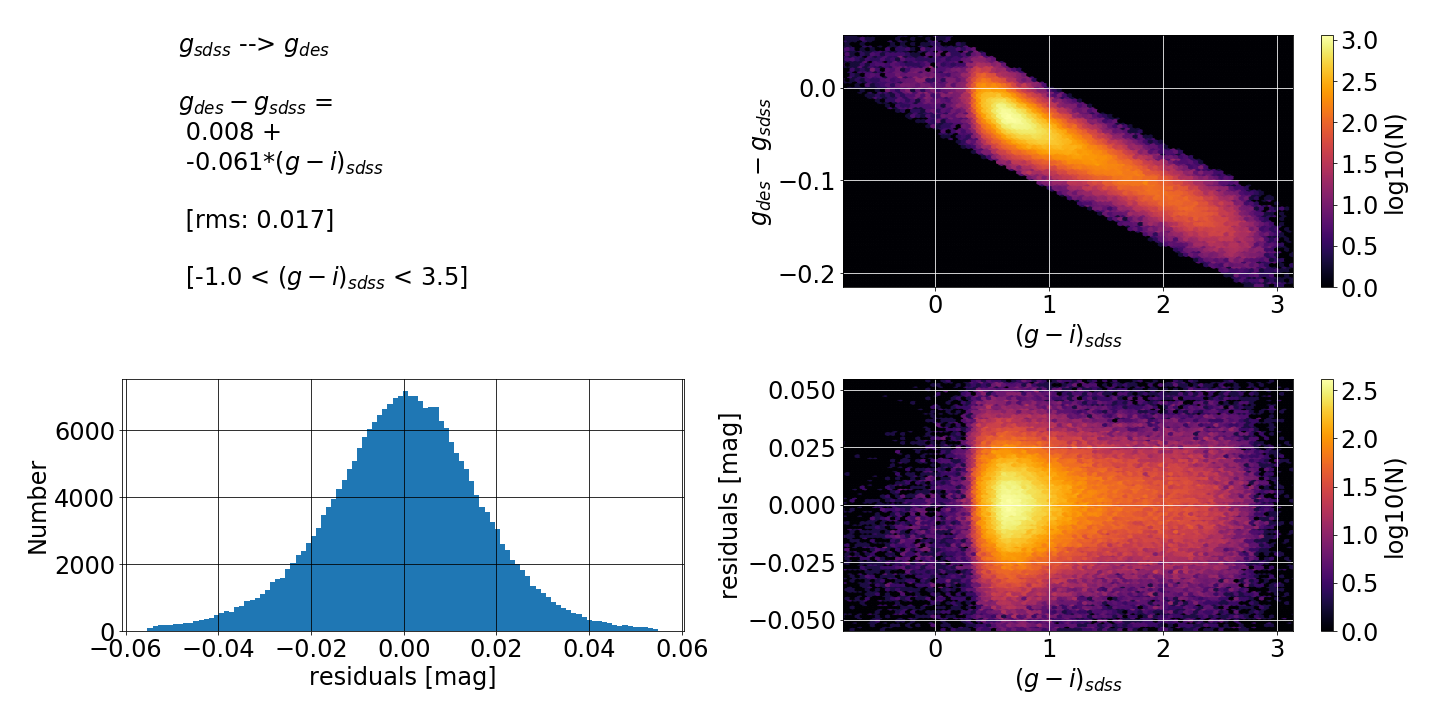 g_sdss --> g_des
g_des − g_sdss =
0.008 +
-0.061*(g − i)_sdss
[rms: 0.017]
[-1.0 < (g − i)_sdss < 3.5]
g_des − g_sdss
0.0
−0.1
−0.2
0 1 2 3
(g − i)_sdss
3.0
2.5
2.0
1.5
1.0
0.5
0.0
log10(N)
Number
6000
4000
2000
0
−0.06 −0.04 −0.02 0.00 0.02 0.04 0.06
residuals [mag]
residuals [mag]
0.050
0.025
0.000
−0.025
−0.050
0 1 2 3
(g − i)_sdss
2.5
2.0
1.5
1.0
0.5
0.0
log10(N)